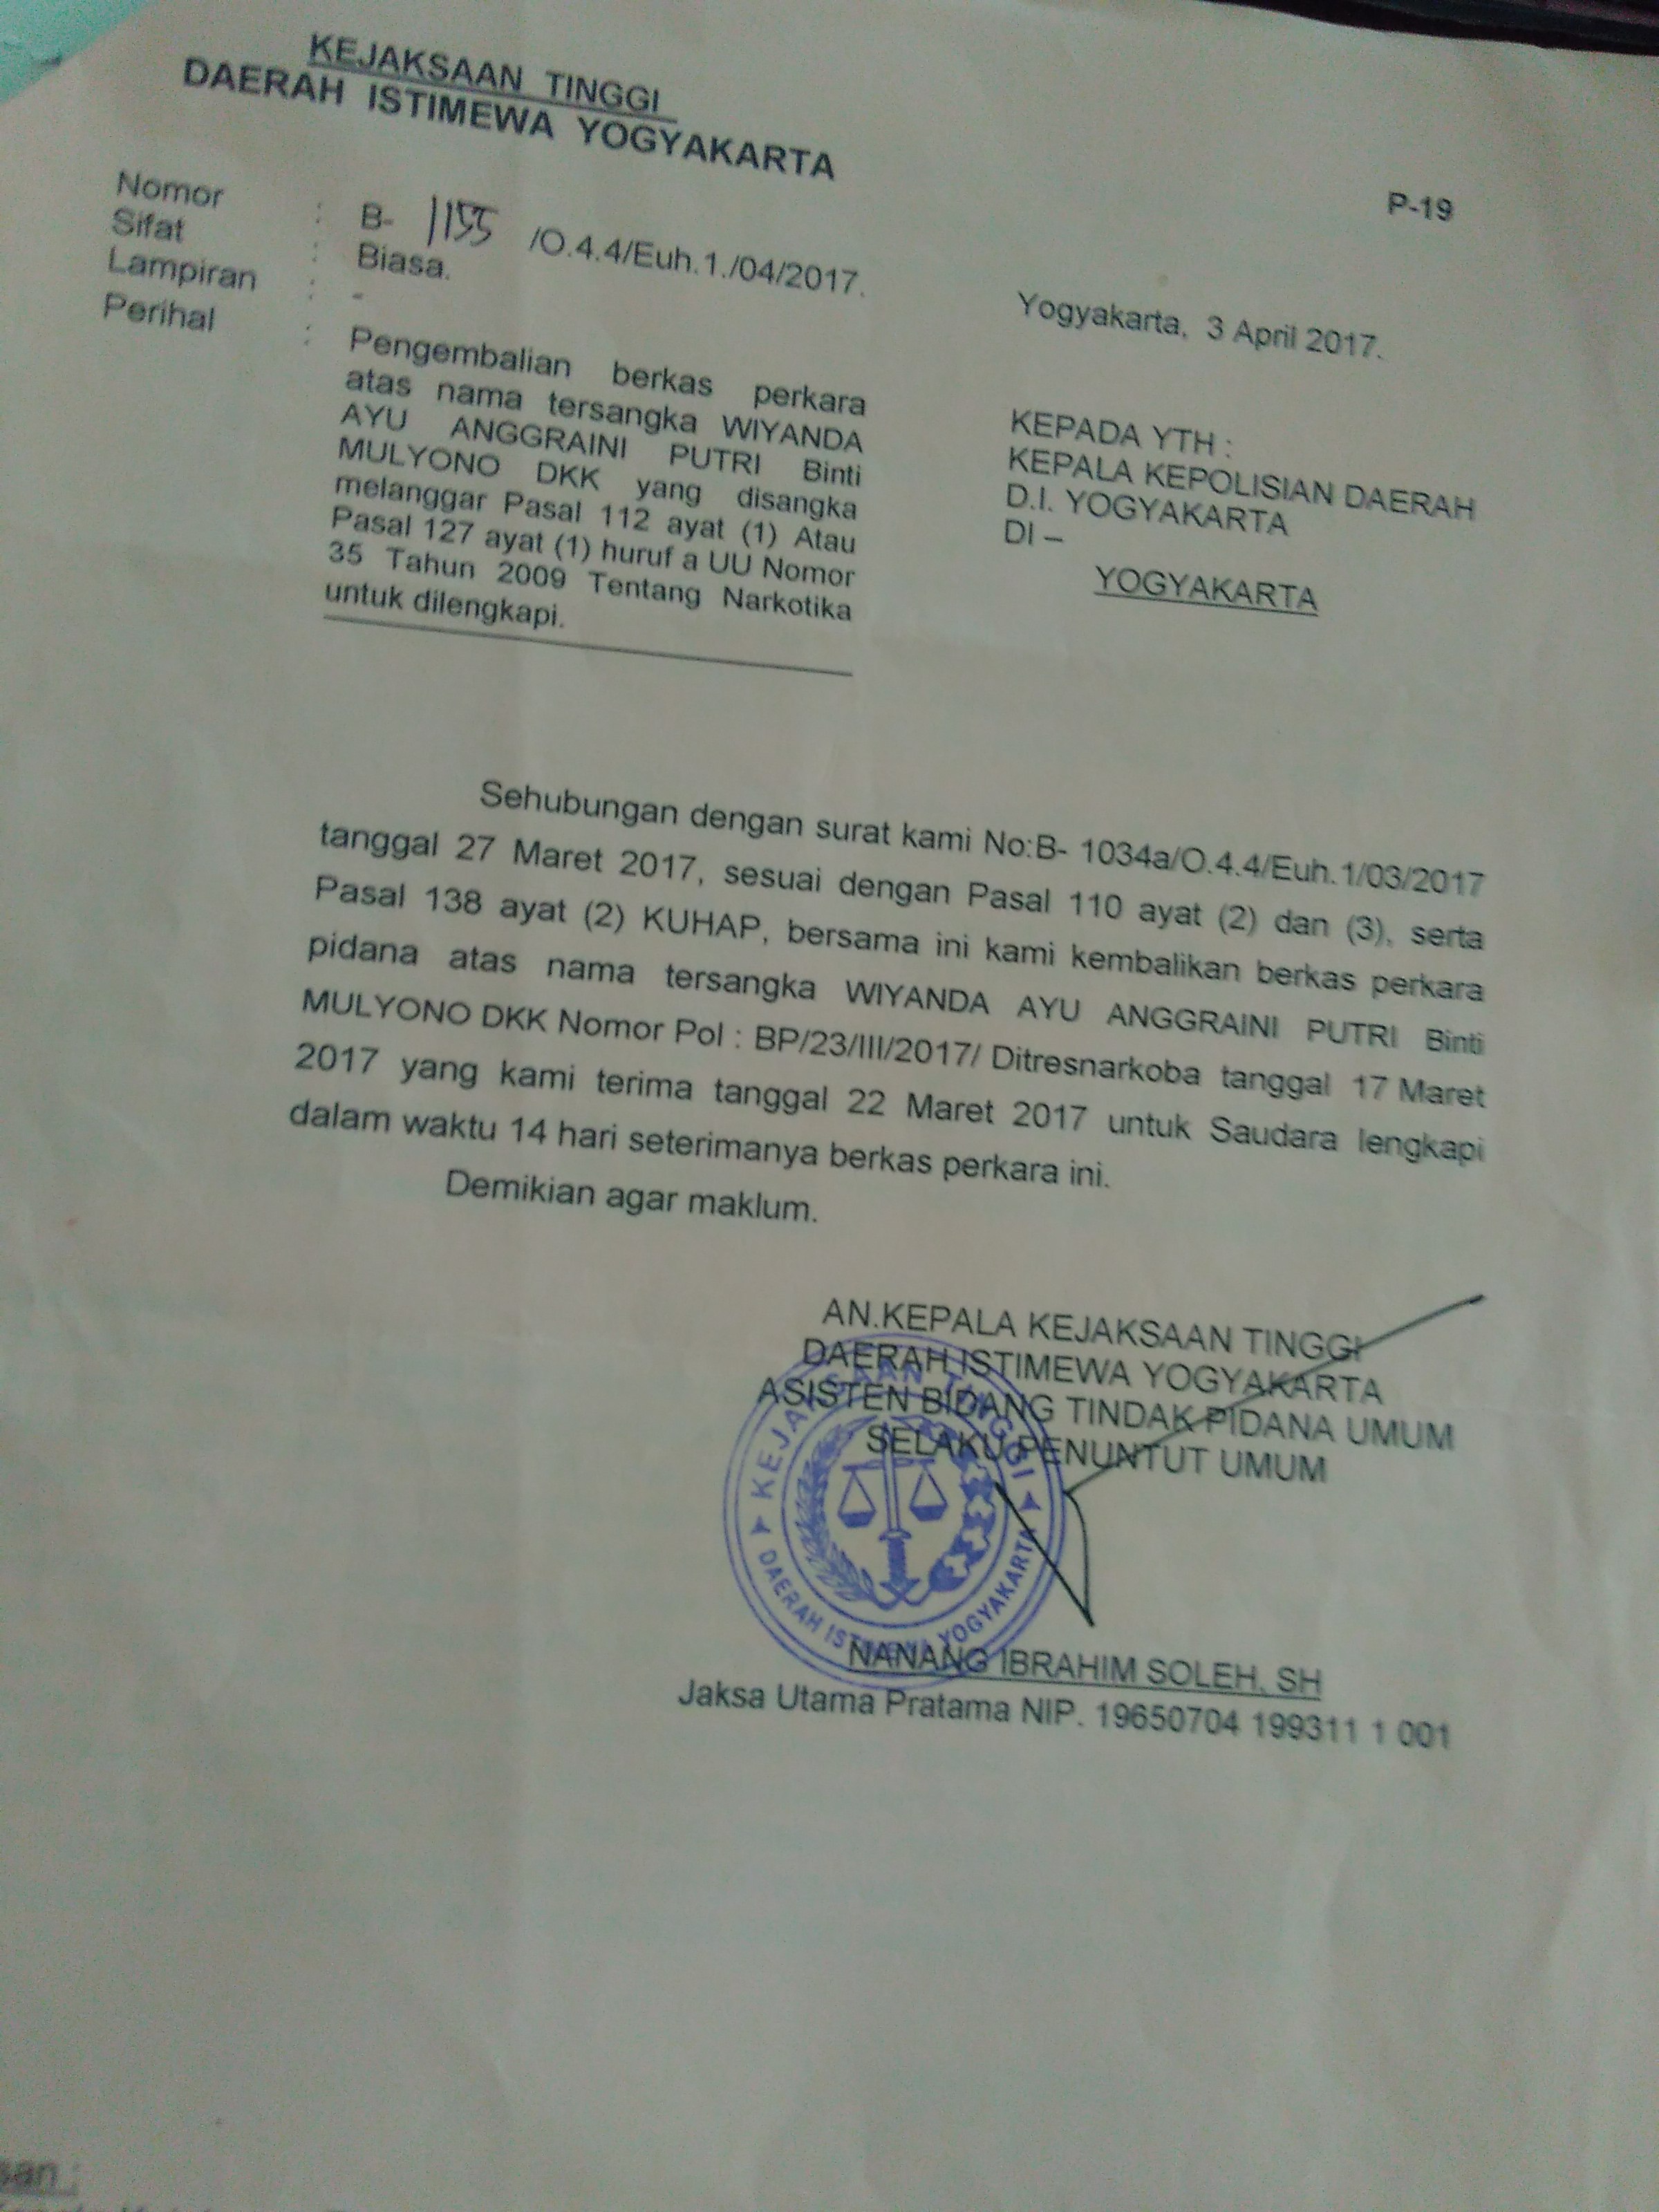 KEJAKSAAN TINGGI
DAERAH ISTIMEWA YOGYAKARTA
P-19
Nomor : B- 1155 /O.4.4/Euh.1./04/2017.
Sifat : Biasa.
Lampiran : -
Perihal : Pengembalian berkas perkara
atas nama tersangka WIYANDA
AYU ANGGRAINI PUTRI Binti
MULYONO DKK yang disangka
melanggar Pasal 112 ayat (1) Atau
Pasal 127 ayat (1) huruf a UU Nomor
35 Tahun 2009 Tentang Narkotika
untuk dilengkapi.
Yogyakarta, 3 April 2017.
KEPADA YTH :
KEPALA KEPOLISIAN DAERAH
D.I. YOGYAKARTA
DI –
YOGYAKARTA
Sehubungan dengan surat kami No:B- 1034a/O.4.4/Euh.1/03/2017
tanggal 27 Maret 2017, sesuai dengan Pasal 110 ayat (2) dan (3), serta
Pasal 138 ayat (2) KUHAP, bersama ini kami kembalikan berkas perkara
pidana atas nama tersangka WIYANDA AYU ANGGRAINI PUTRI Binti
MULYONO DKK Nomor Pol : BP/23/III/2017/ Ditresnarkoba tanggal 17 Maret
2017 yang kami terima tanggal 22 Maret 2017 untuk Saudara lengkapi
dalam waktu 14 hari seterimanya berkas perkara ini.
Demikian agar maklum.
AN.KEPALA KEJAKSAAN TINGGI
DAERAH ISTIMEWA YOGYAKARTA
ASISTEN BIDANG TINDAK PIDANA UMUM
SELAKU PENUNTUT UMUM
KEJAKSAAN TINGGI
DAERAH ISTIMEWA YOGYAKARTA
NANANG IBRAHIM SOLEH, SH
Jaksa Utama Pratama NIP. 19650704 199311 1 001
san :